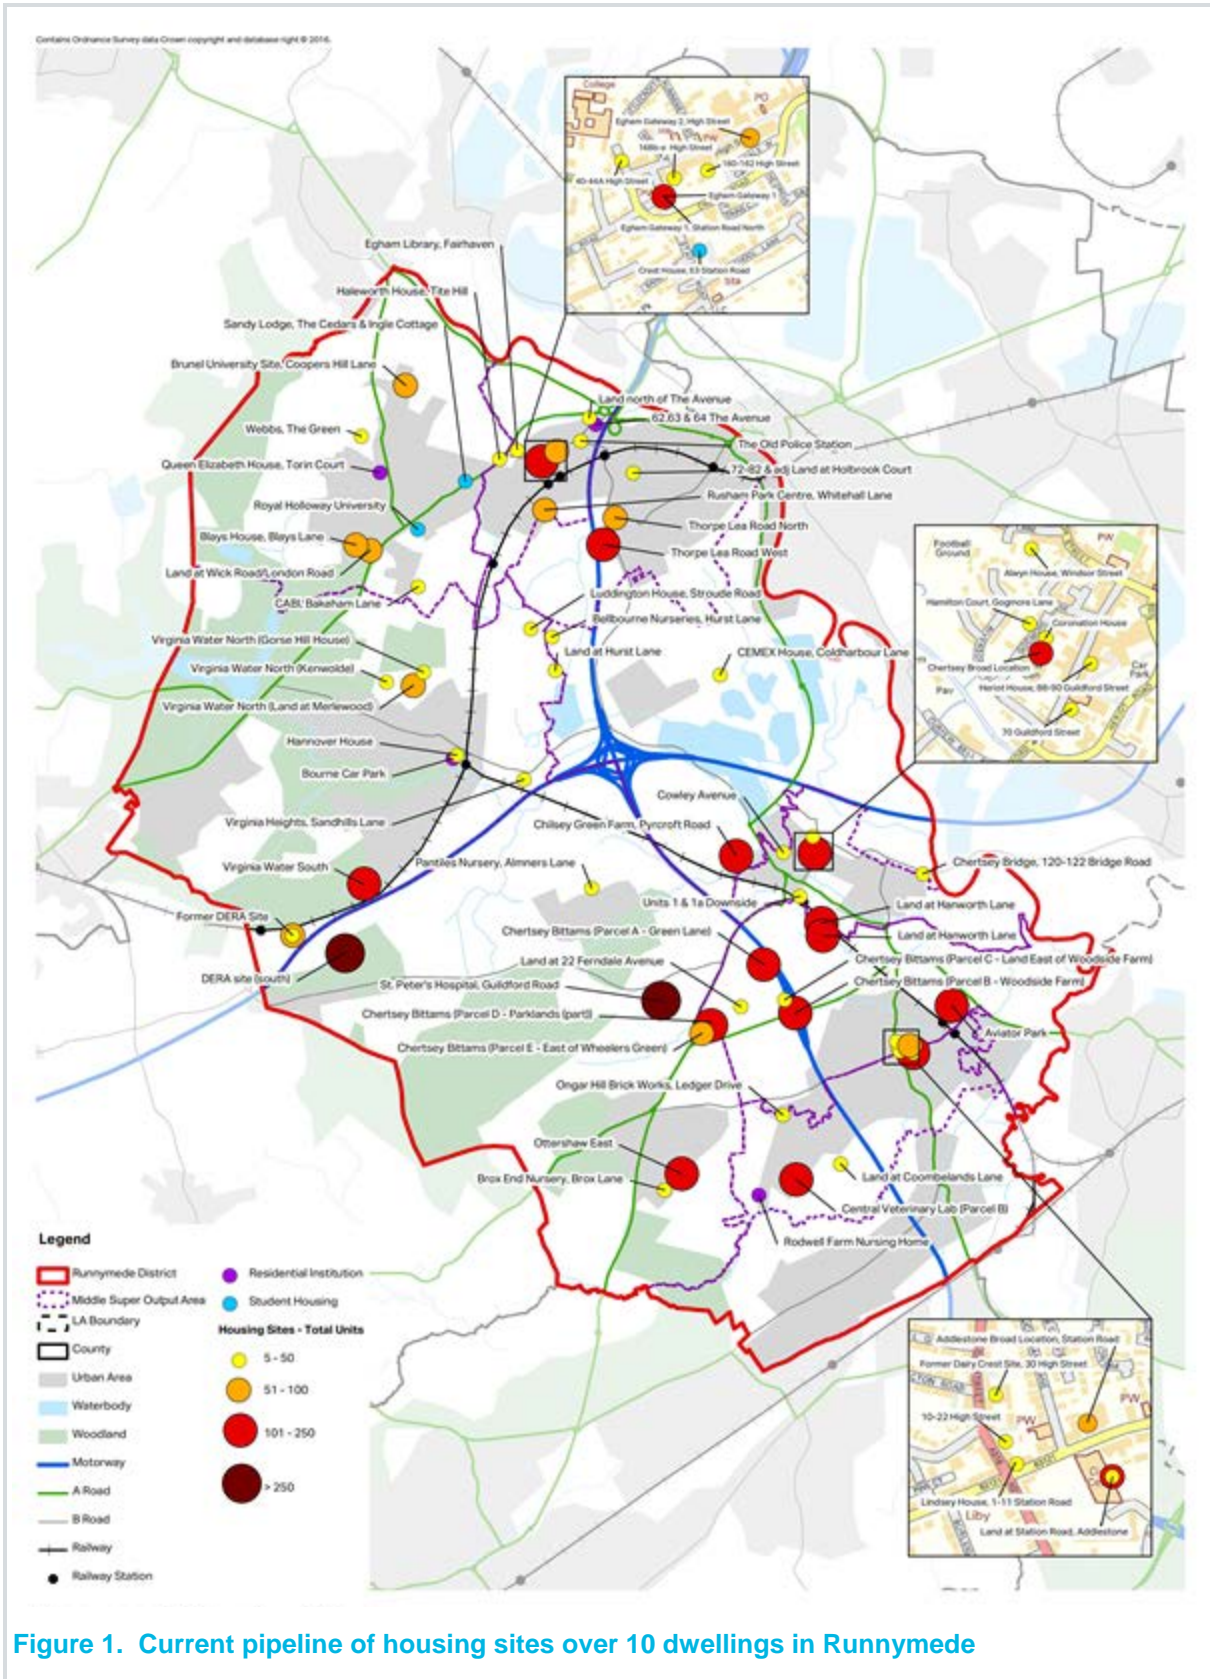 Contains Ordnance Survey data Crown copyright and database right © 2016.
College
PO
Egham Gateway 2, High Street
PW
168b-e High Street
160-162 High Street
40-44A High Street
Egham Gateway 1
Egham Gateway 1, Station Road North
Crest House, 53 Station Road
Sta
Egham Library, Fairhaven
Haleworth House, Tite Hill
Sandy Lodge, The Cedars & Ingle Cottage
Brunel University Site, Coopers Hill Lane
Land north of The Avenue
62,63 & 64 The Avenue
Webbs, The Green
The Old Police Station
Queen Elizabeth House, Torin Court
72-82 & adj Land at Holbrook Court
Rusham Park Centre, Whitehall Lane
Royal Holloway University
Thorpe Lea Road North
Blays House, Blays Lane
Thorpe Lea Road West
Land at Wick Road/London Road
Luddington House, Stroude Road
CABI, Bakeham Lane
Bellbourne Nurseries, Hurst Lane
Virginia Water North (Gorse Hill House)
Land at Hurst Lane
CEMEX House, Coldharbour Lane
Virginia Water North (Kenwolde)
Virginia Water North (Land at Merlewood)
Football
Ground
PW
Alwyn House, Windsor Street
Hamilton Court, Gogmore Lane
Coronation House
Chertsey Broad Location
Car
Park
Pav
Heriot House, 88-90 Guildford Street
70 Guildford Street
Hannover House
Bourne Car Park
Virginia Heights, Sandhills Lane
Cowley Avenue
Chilsey Green Farm, Pyrcroft Road
Virginia Water South
Pantiles Nursery, Almners Lane
Chertsey Bridge, 120-122 Bridge Road
Units 1 & 1a Downside
Land at Hanworth Lane
Former DERA Site
Chertsey Bittams (Parcel A - Green Lane)
Land at Hanworth Lane
Land at 22 Ferndale Avenue
Chertsey Bittams (Parcel C - Land East of Woodside Farm)
DERA site (south)
St. Peter's Hospital, Guildford Road
Chertsey Bittams (Parcel B - Woodside Farm)
Chertsey Bittams (Parcel D - Parklands (part))
Aviator Park
Chertsey Bittams (Parcel E - East of Wheelers Green)
Ongar Hill Brick Works, Ledger Drive
Ottershaw East
Brox End Nursery, Brox Lane
Land at Coombelands Lane
Central Veterinary Lab (Parcel B)
Rodwell Farm Nursing Home
Legend
Runnymede District
Middle Super Output Area
LA Boundary
County
Urban Area
Waterbody
Woodland
Motorway
A Road
B Road
Railway
Railway Station
Residential Institution
Student Housing
Housing Sites - Total Units
5 - 50
51 - 100
101 - 250
> 250
Addlestone Broad Location, Station Road
Former Dairy Crest Site, 30 High Street
10-22 High Street
PW
PW
Lindsey House, 1-11 Station Road
Liby
Land at Station Road, Addlestone
Figure 1. Current pipeline of housing sites over 10 dwellings in Runnymede